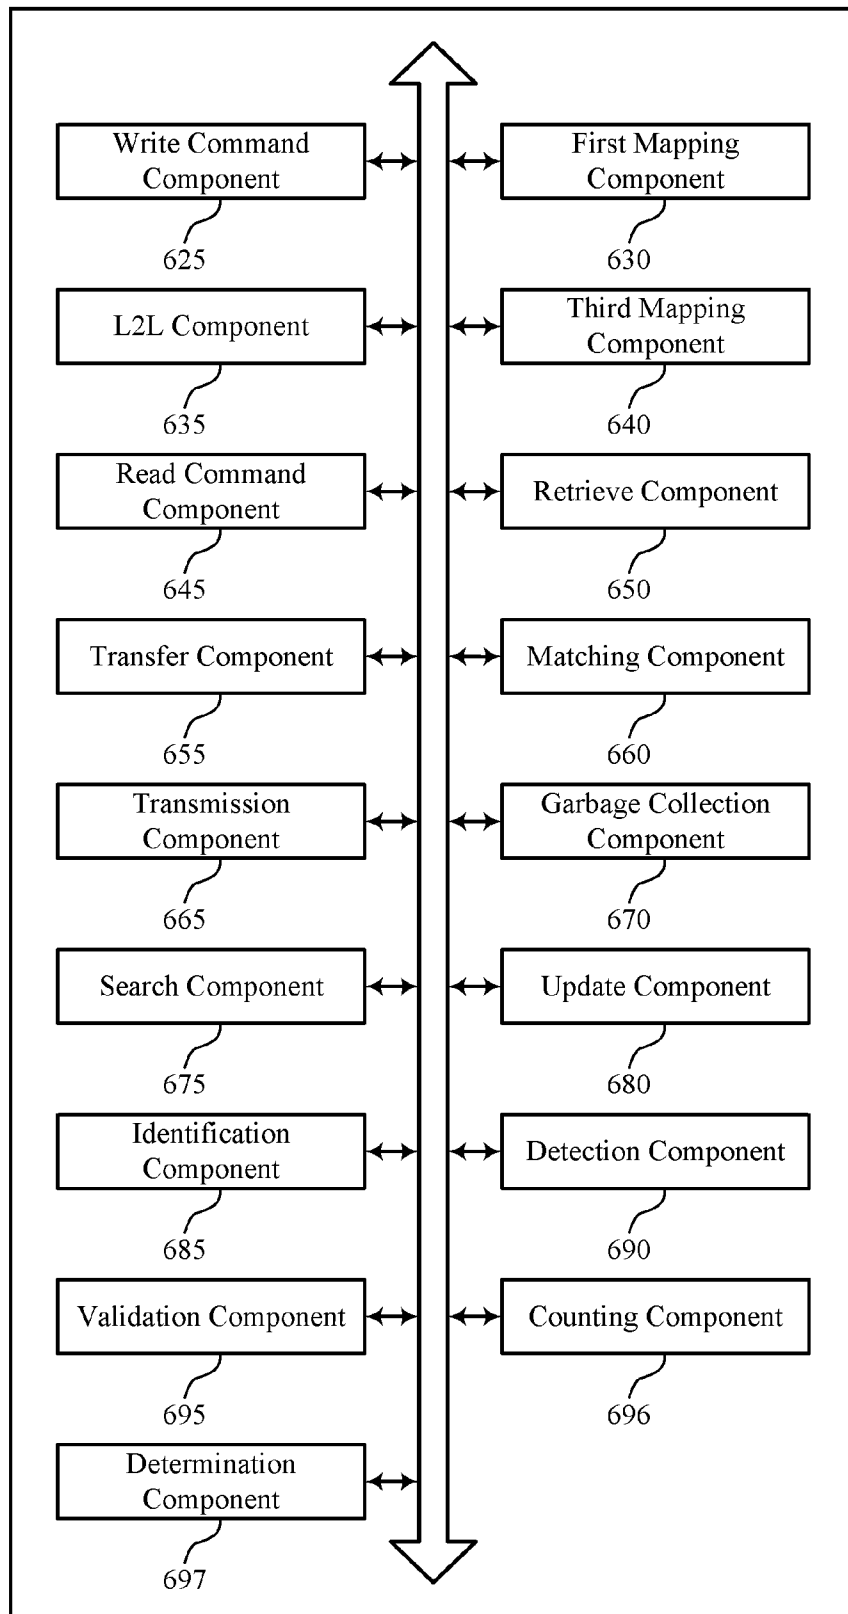 Write Command
Component
625
First Mapping
Component
630
L2L Component
635
Third Mapping
Component
640
Read Command
Component
645
Retrieve Component
650
Transfer Component
655
Matching Component
660
Transmission
Component
665
Garbage Collection
Component
670
Search Component
675
Update Component
680
Identification
Component
685
Detection Component
690
Validation Component
695
Counting Component
696
Determination
Component
697